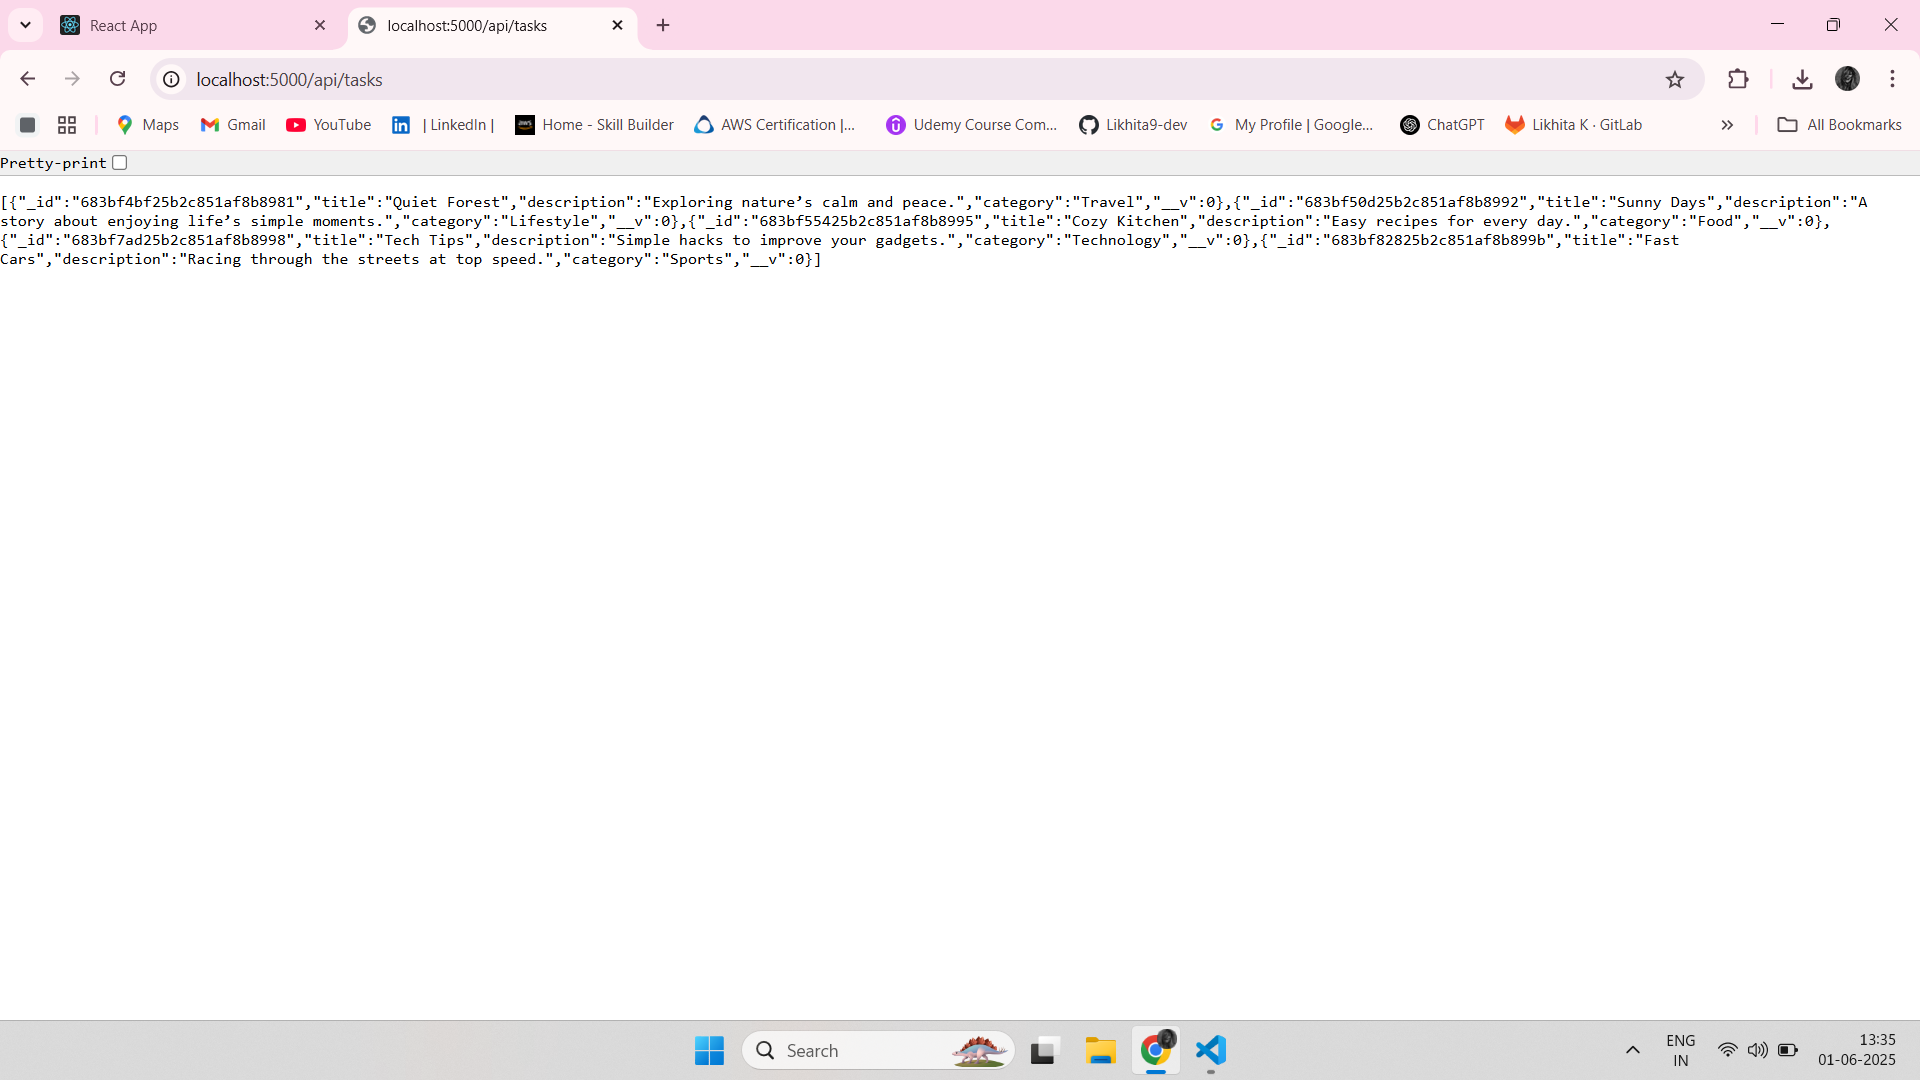 React App
localhost:5000/api/tasks
localhost:5000/api/tasks
Maps
Gmail
YouTube
| LinkedIn |
Home - Skill Builder
AWS Certification |...
Udemy Course Com...
Likhita9-dev
My Profile | Google...
ChatGPT
Likhita K · GitLab
All Bookmarks
Pretty-print
[{"_id":"683bf4bf25b2c851af8b8981","title":"Quiet Forest","description":"Exploring nature’s calm and peace.","category":"Travel","__v":0},{"_id":"683bf50d25b2c851af8b8992","title":"Sunny Days","description":"A
story about enjoying life’s simple moments.","category":"Lifestyle","__v":0},{"_id":"683bf55425b2c851af8b8995","title":"Cozy Kitchen","description":"Easy recipes for every day.","category":"Food","__v":0},
{"_id":"683bf7ad25b2c851af8b8998","title":"Tech Tips","description":"Simple hacks to improve your gadgets.","category":"Technology","__v":0},{"_id":"683bf82825b2c851af8b899b","title":"Fast
Cars","description":"Racing through the streets at top speed.","category":"Sports","__v":0}]
Search
ENG
IN
13:35
01-06-2025